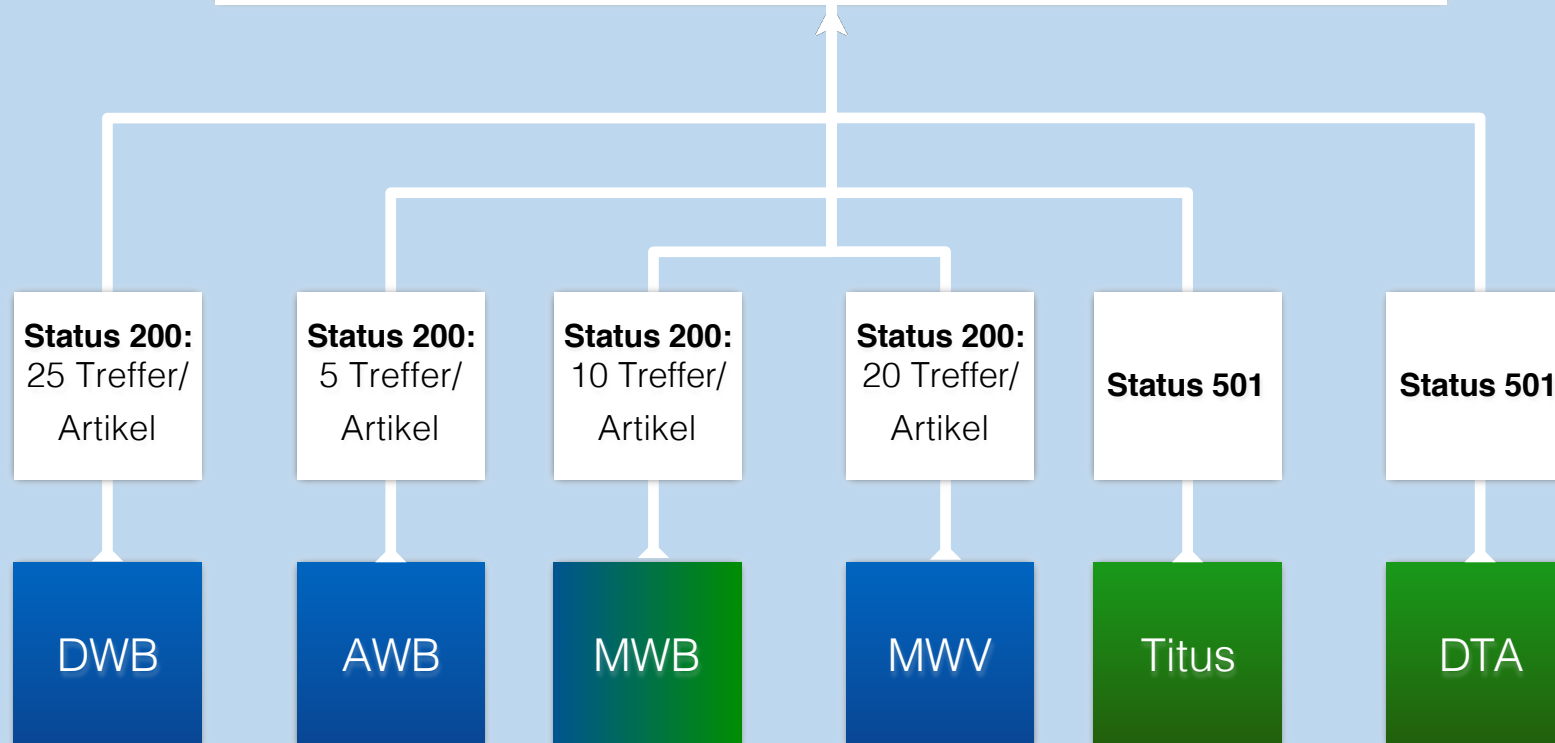 Status 200:
25 Treffer/
Artikel
Status 200:
5 Treffer/
Artikel
Status 200:
10 Treffer/
Artikel
Status 200:
20 Treffer/
Artikel
Status 501
Status 501
DWB
AWB
MWB
MWV
Titus
DTA